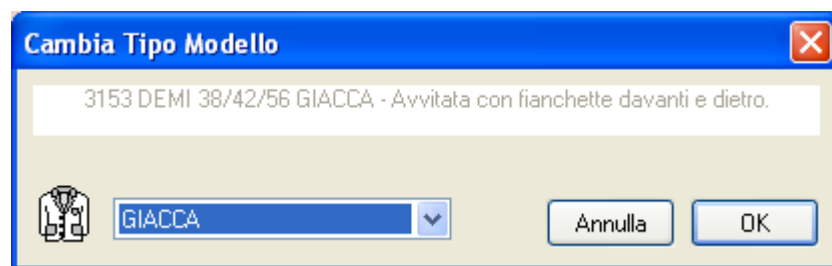 Cambia Tipo Modello
3153 DEMI 38/42/56 GIACCA - Avvitata con fianchette davanti e dietro.
GIACCA
Annulla
OK